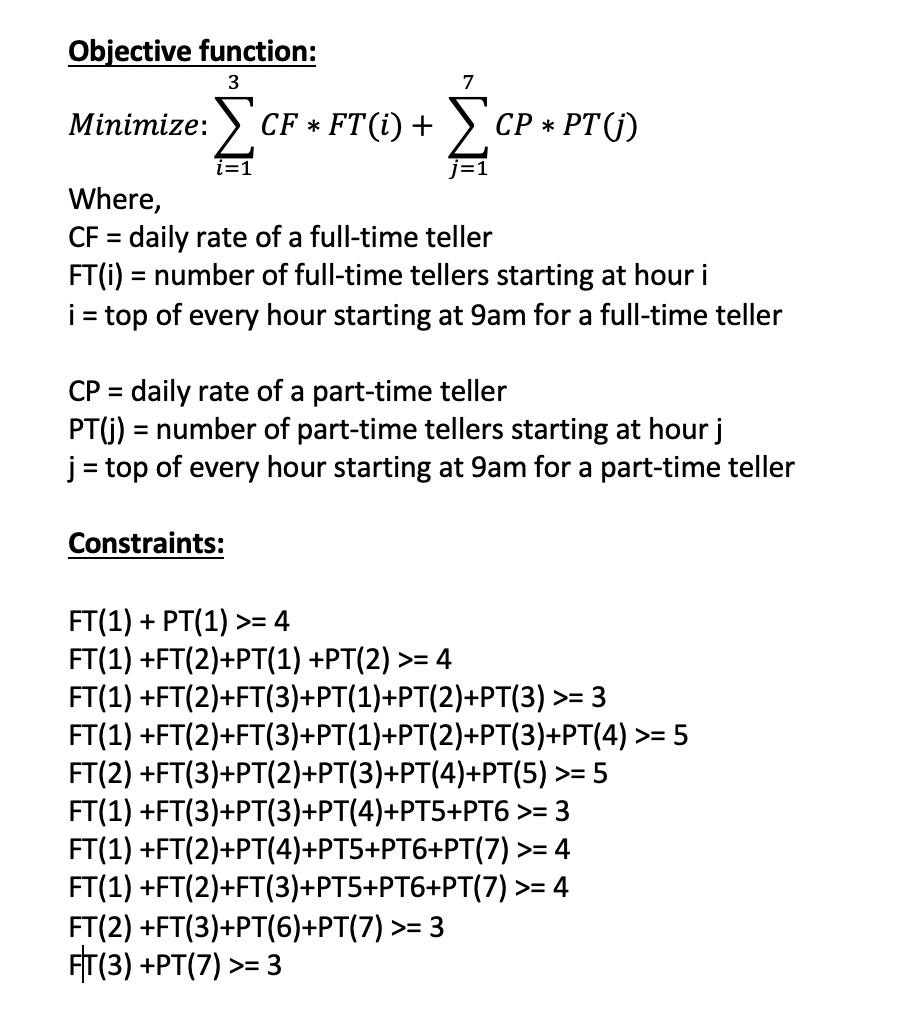 Objective function:
Minimize: \sum_{i=1}^{3} CF * FT(i) + \sum_{j=1}^{7} CP * PT(j)
Where,
CF = daily rate of a full-time teller
FT(i) = number of full-time tellers starting at hour i
i = top of every hour starting at 9am for a full-time teller
CP = daily rate of a part-time teller
PT(j) = number of part-time tellers starting at hour j
j = top of every hour starting at 9am for a part-time teller
Constraints:
FT(1) + PT(1) >= 4
FT(1) +FT(2)+PT(1) +PT(2) >= 4
FT(1) +FT(2)+FT(3)+PT(1)+PT(2)+PT(3) >= 3
FT(1) +FT(2)+FT(3)+PT(1)+PT(2)+PT(3)+PT(4) >= 5
FT(2) +FT(3)+PT(2)+PT(3)+PT(4)+PT(5) >= 5
FT(1) +FT(3)+PT(3)+PT(4)+PT5+PT6 >= 3
FT(1) +FT(2)+PT(4)+PT5+PT6+PT(7) >= 4
FT(1) +FT(2)+FT(3)+PT5+PT6+PT(7) >= 4
FT(2) +FT(3)+PT(6)+PT(7) >= 3
FT(3) +PT(7) >= 3